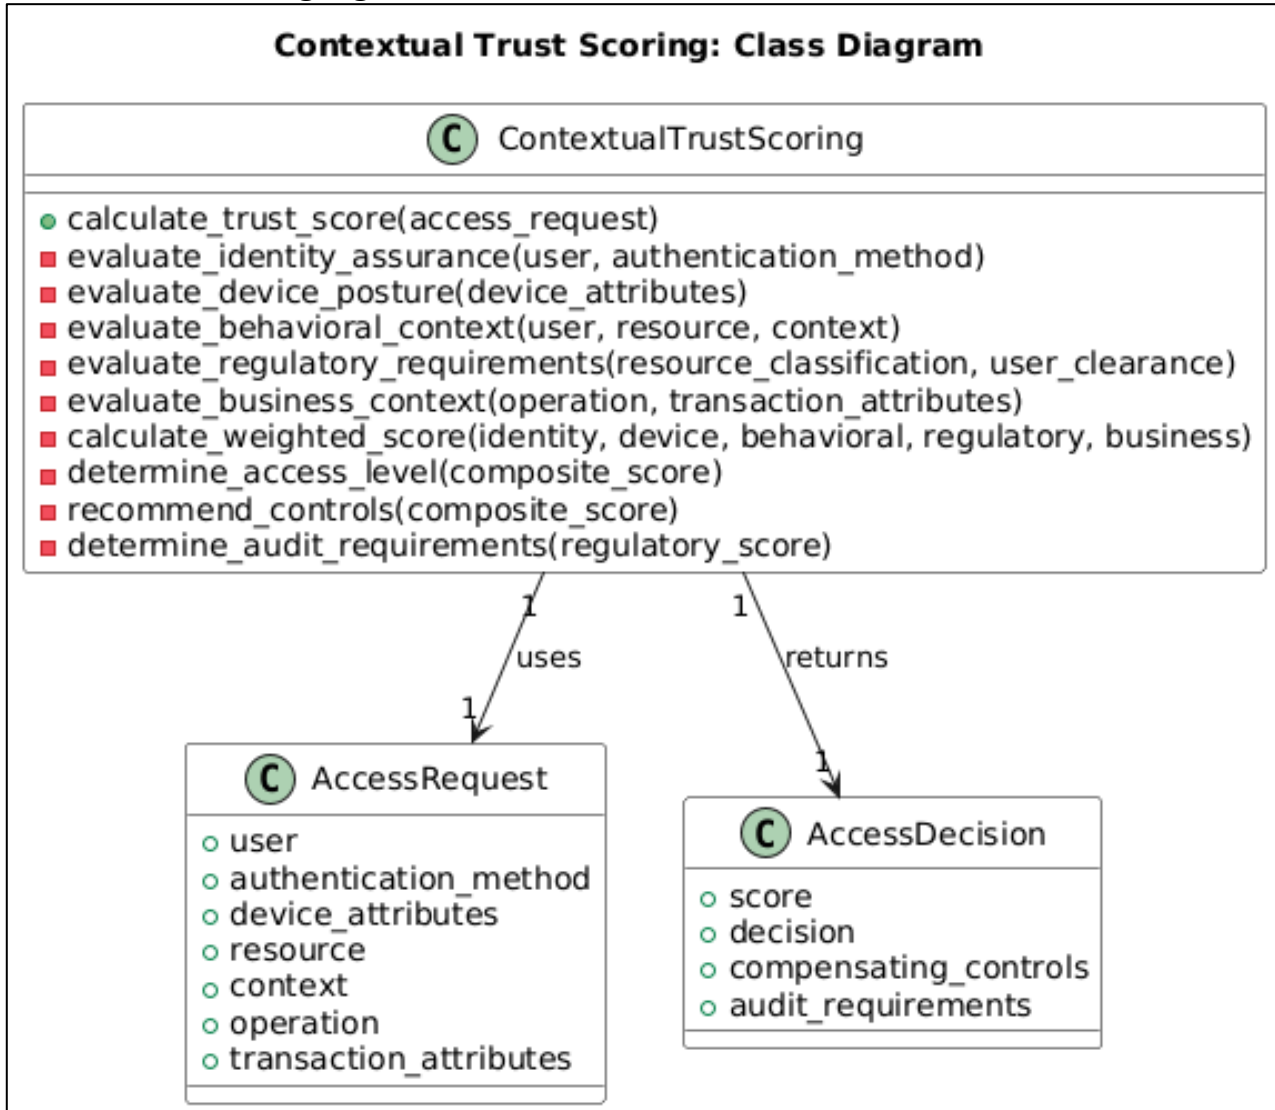 Contextual Trust Scoring: Class Diagram
C ContextualTrustScoring
calculate_trust_score(access_request)
evaluate_identity_assurance(user, authentication_method)
evaluate_device_posture(device_attributes)
evaluate_behavioral_context(user, resource, context)
evaluate_regulatory_requirements(resource_classification, user_clearance)
evaluate_business_context(operation, transaction_attributes)
calculate_weighted_score(identity, device, behavioral, regulatory, business)
determine_access_level(composite_score)
recommend_controls(composite_score)
determine_audit_requirements(regulatory_score)
1
1
uses
returns
1
1
C AccessRequest
user
authentication_method
device_attributes
resource
context
operation
transaction_attributes
C AccessDecision
score
decision
compensating_controls
audit_requirements